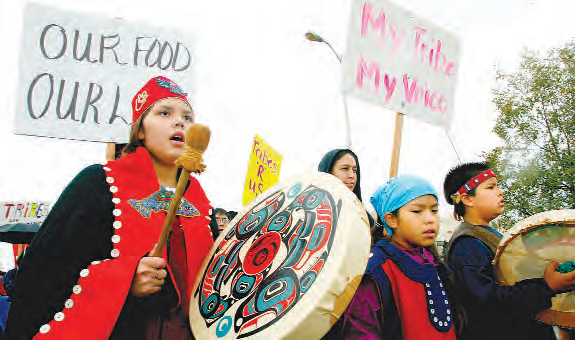 OUR FOOD
OUR
My Tribe
My Voice
Tribes
R
US
TRIBES